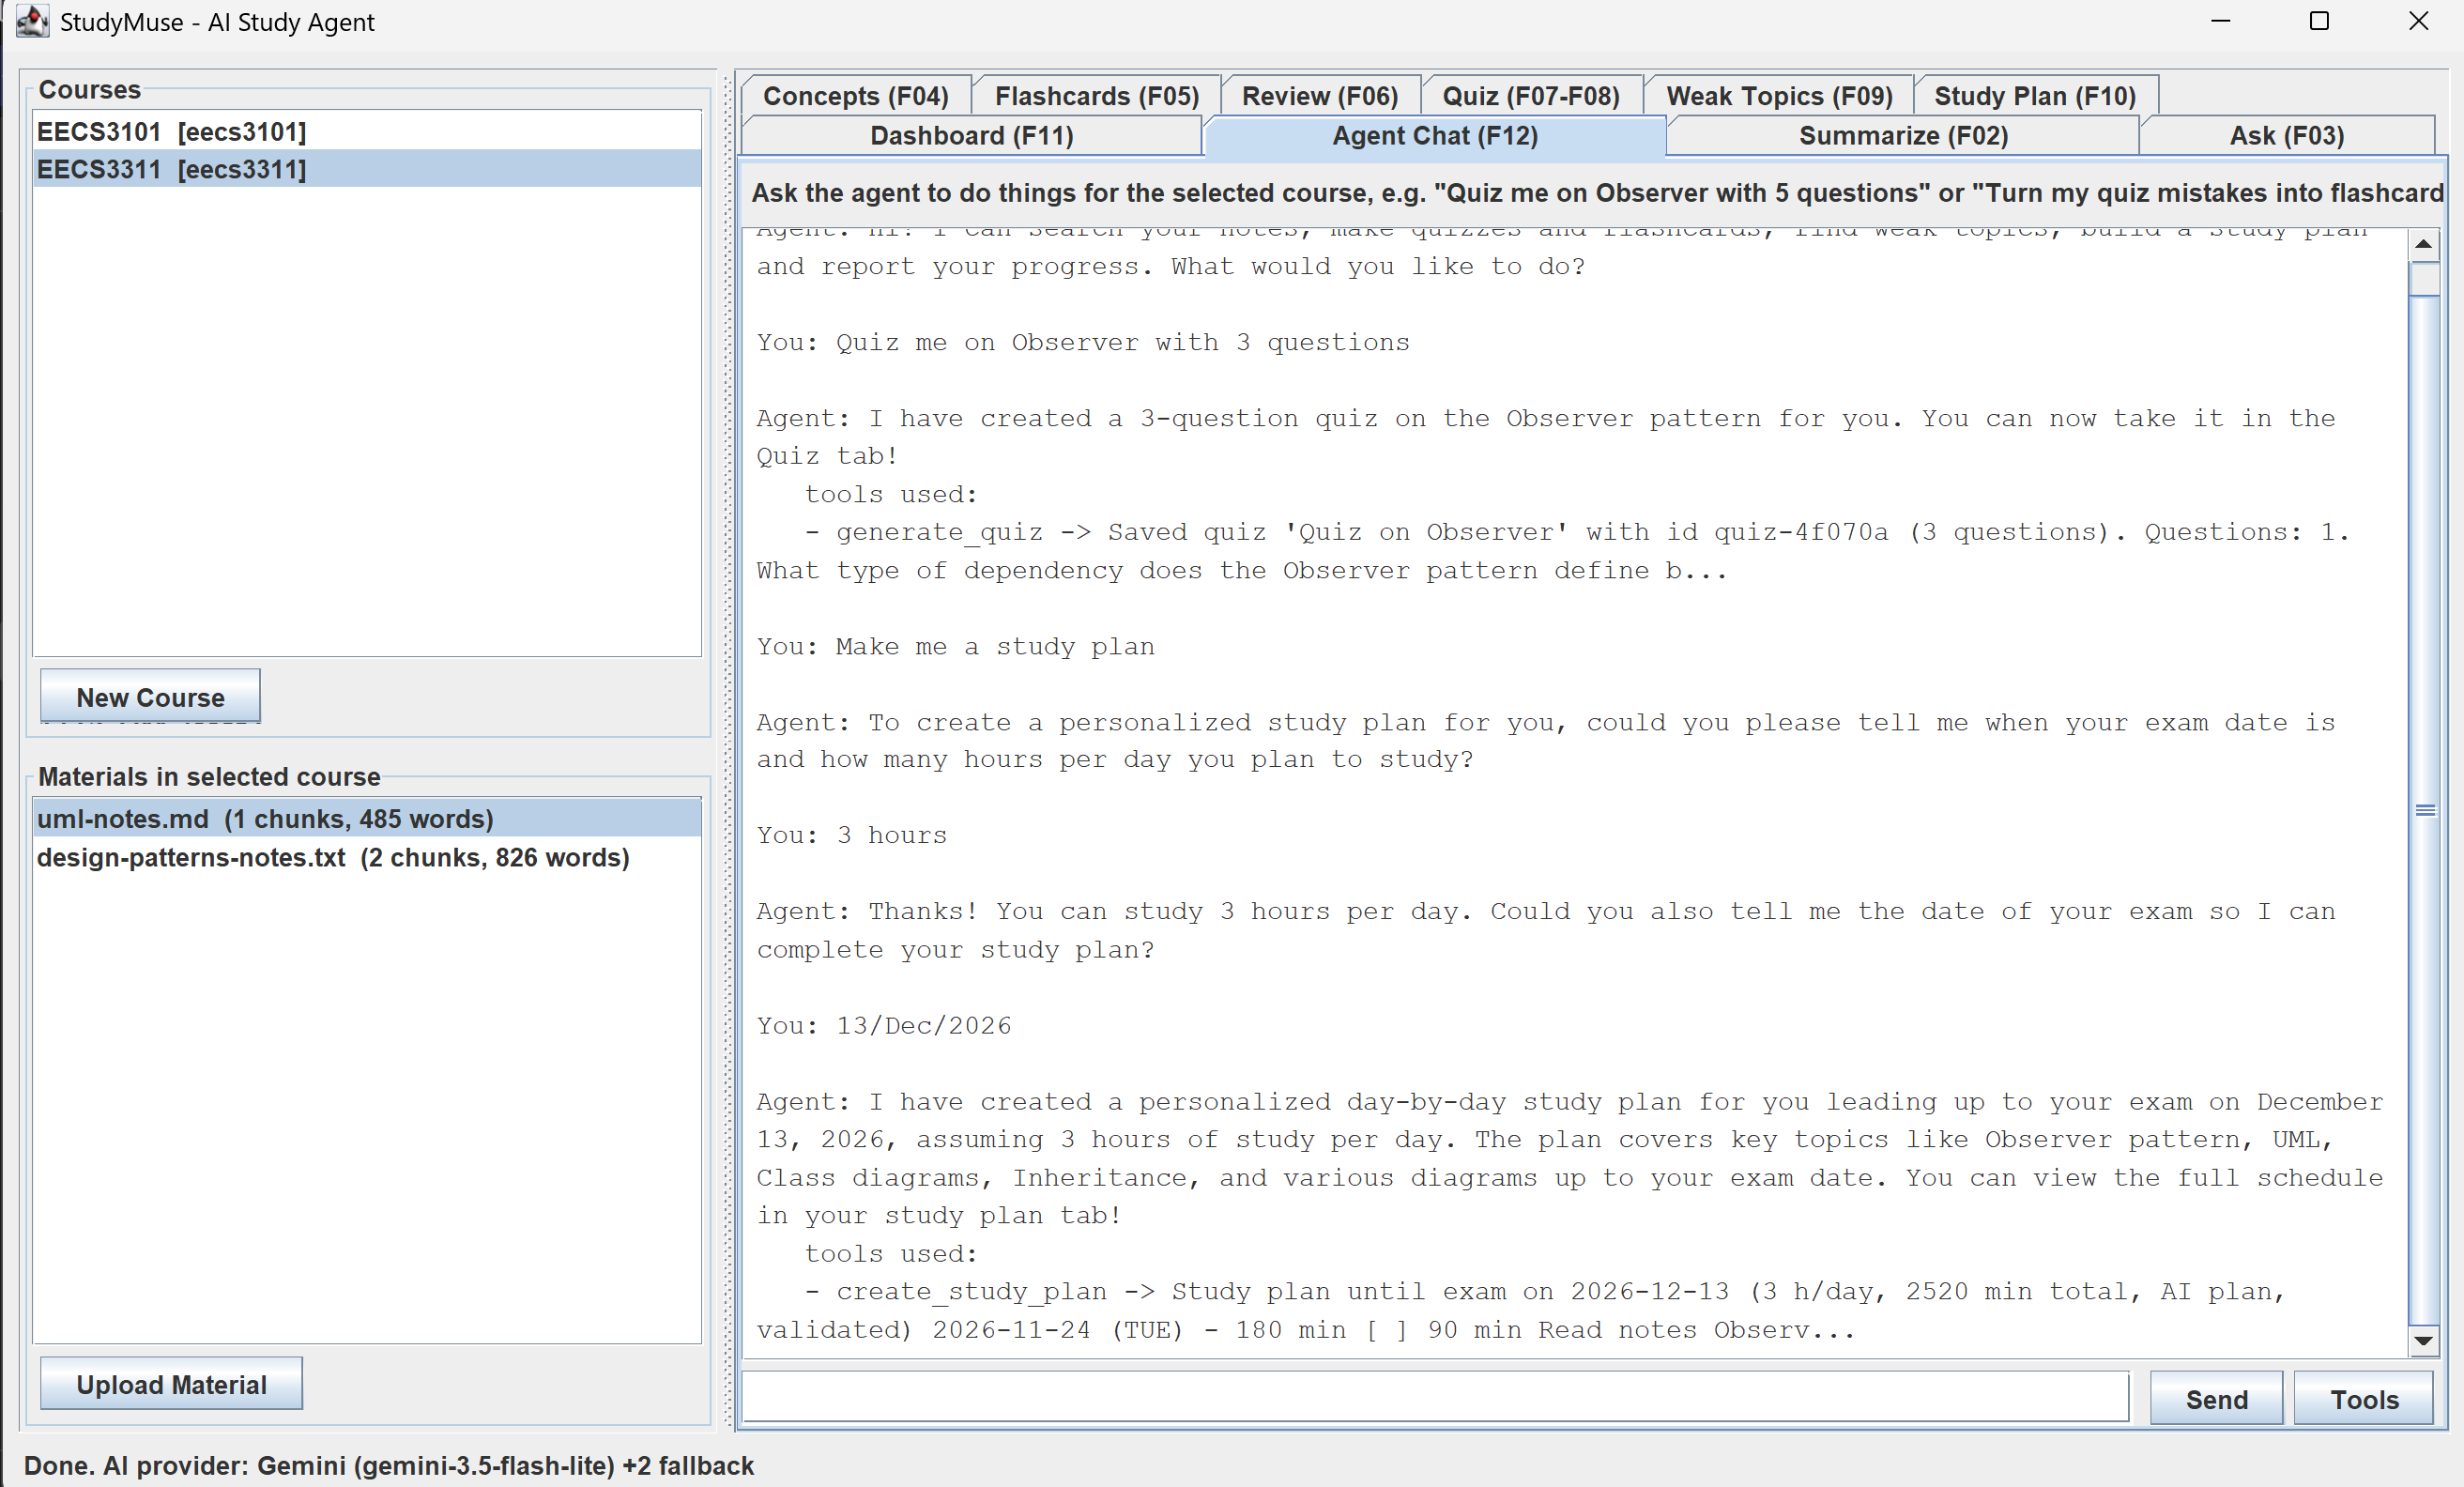 StudyMuse - AI Study Agent
Courses
EECS3101 [eecs3101]
EECS3311 [eecs3311]
New Course
Materials in selected course
uml-notes.md (1 chunks, 485 words)
design-patterns-notes.txt (2 chunks, 826 words)
Upload Material
Concepts (F04)
Flashcards (F05)
Review (F06)
Quiz (F07-F08)
Weak Topics (F09)
Study Plan (F10)
Dashboard (F11)
Agent Chat (F12)
Summarize (F02)
Ask (F03)
Ask the agent to do things for the selected course, e.g. "Quiz me on Observer with 5 questions" or "Turn my quiz mistakes into flashcard
Agent: Hi! I can search your notes, make quizzes and flashcards, find weak topics, build a study plan
and report your progress. What would you like to do?
You: Quiz me on Observer with 3 questions
Agent: I have created a 3-question quiz on the Observer pattern for you. You can now take it in the
Quiz tab!
tools used:
- generate_quiz -> Saved quiz 'Quiz on Observer' with id quiz-4f070a (3 questions). Questions: 1.
What type of dependency does the Observer pattern define b...
You: Make me a study plan
Agent: To create a personalized study plan for you, could you please tell me when your exam date is
and how many hours per day you plan to study?
You: 3 hours
Agent: Thanks! You can study 3 hours per day. Could you also tell me the date of your exam so I can
complete your study plan?
You: 13/Dec/2026
Agent: I have created a personalized day-by-day study plan for you leading up to your exam on December
13, 2026, assuming 3 hours of study per day. The plan covers key topics like Observer pattern, UML,
Class diagrams, Inheritance, and various diagrams up to your exam date. You can view the full schedule
in your study plan tab!
tools used:
- create_study_plan -> Study plan until exam on 2026-12-13 (3 h/day, 2520 min total, AI plan,
validated) 2026-11-24 (TUE) - 180 min [ ] 90 min Read notes Observ...
Send
Tools
Done. AI provider: Gemini (gemini-3.5-flash-lite) +2 fallback